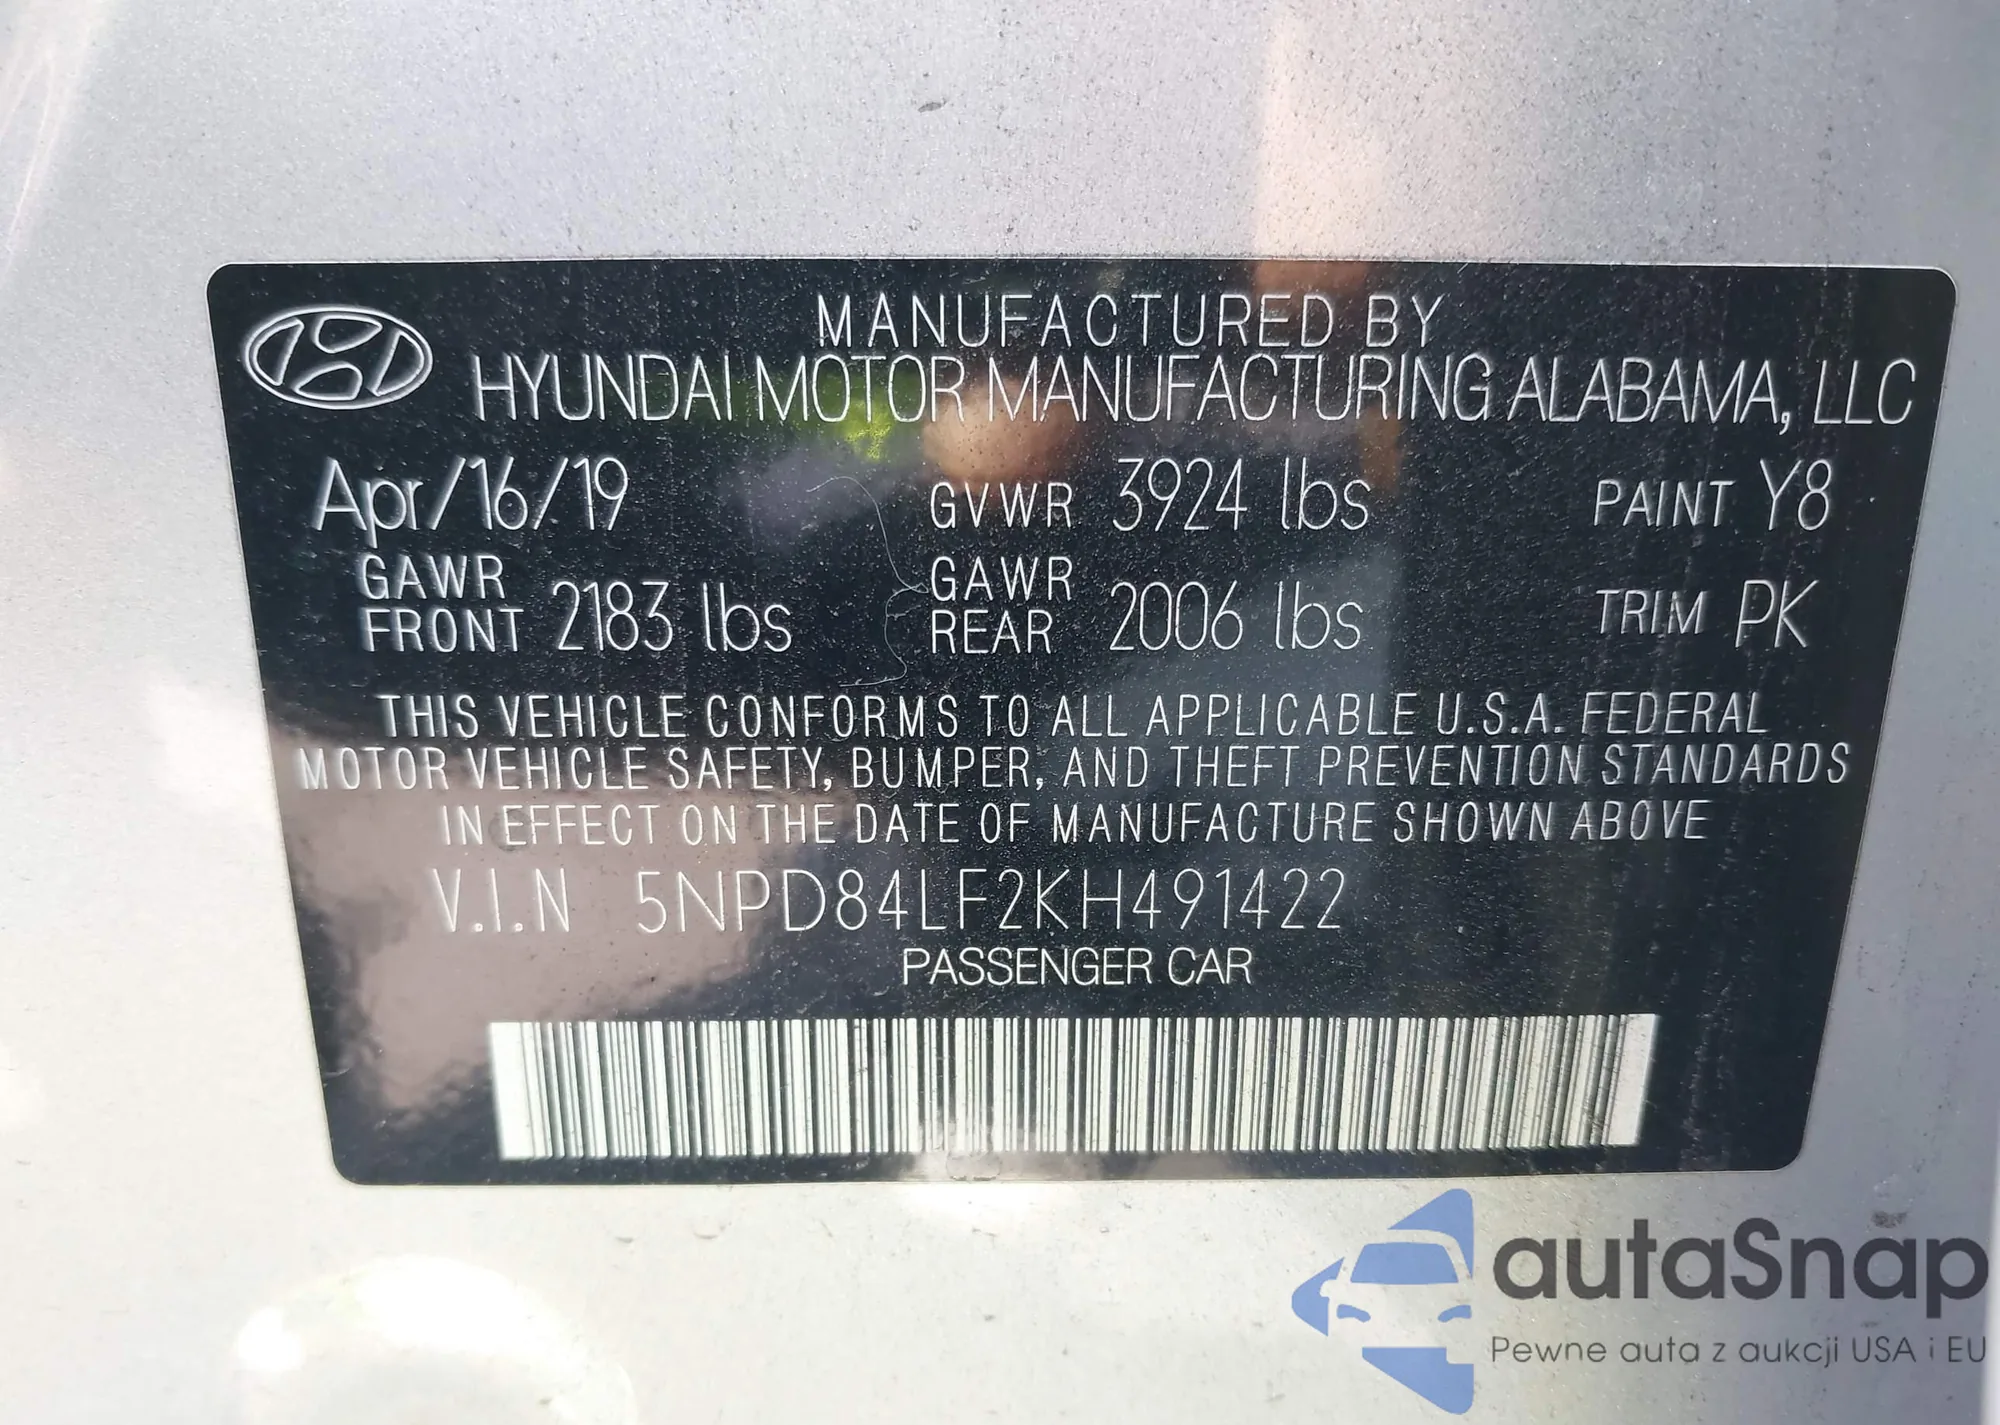 MANUFACTURED BY
HYUNDAI MOTOR MANUFACTURING ALABAMA, LLC
Apr/16/19 GVWR 3924 lbs PAINT Y8
GAWR FRONT 2183 lbs GAWR REAR 2006 lbs TRIM PK
THIS VEHICLE CONFORMS TO ALL APPLICABLE U.S.A. FEDERAL
MOTOR VEHICLE SAFETY, BUMPER, AND THEFT PREVENTION STANDARDS
IN EFFECT ON THE DATE OF MANUFACTURE SHOWN ABOVE
V.I.N 5NPD84LF2KH491422
PASSENGER CAR
autaSnap
Pewne auta z aukcji USA i EU